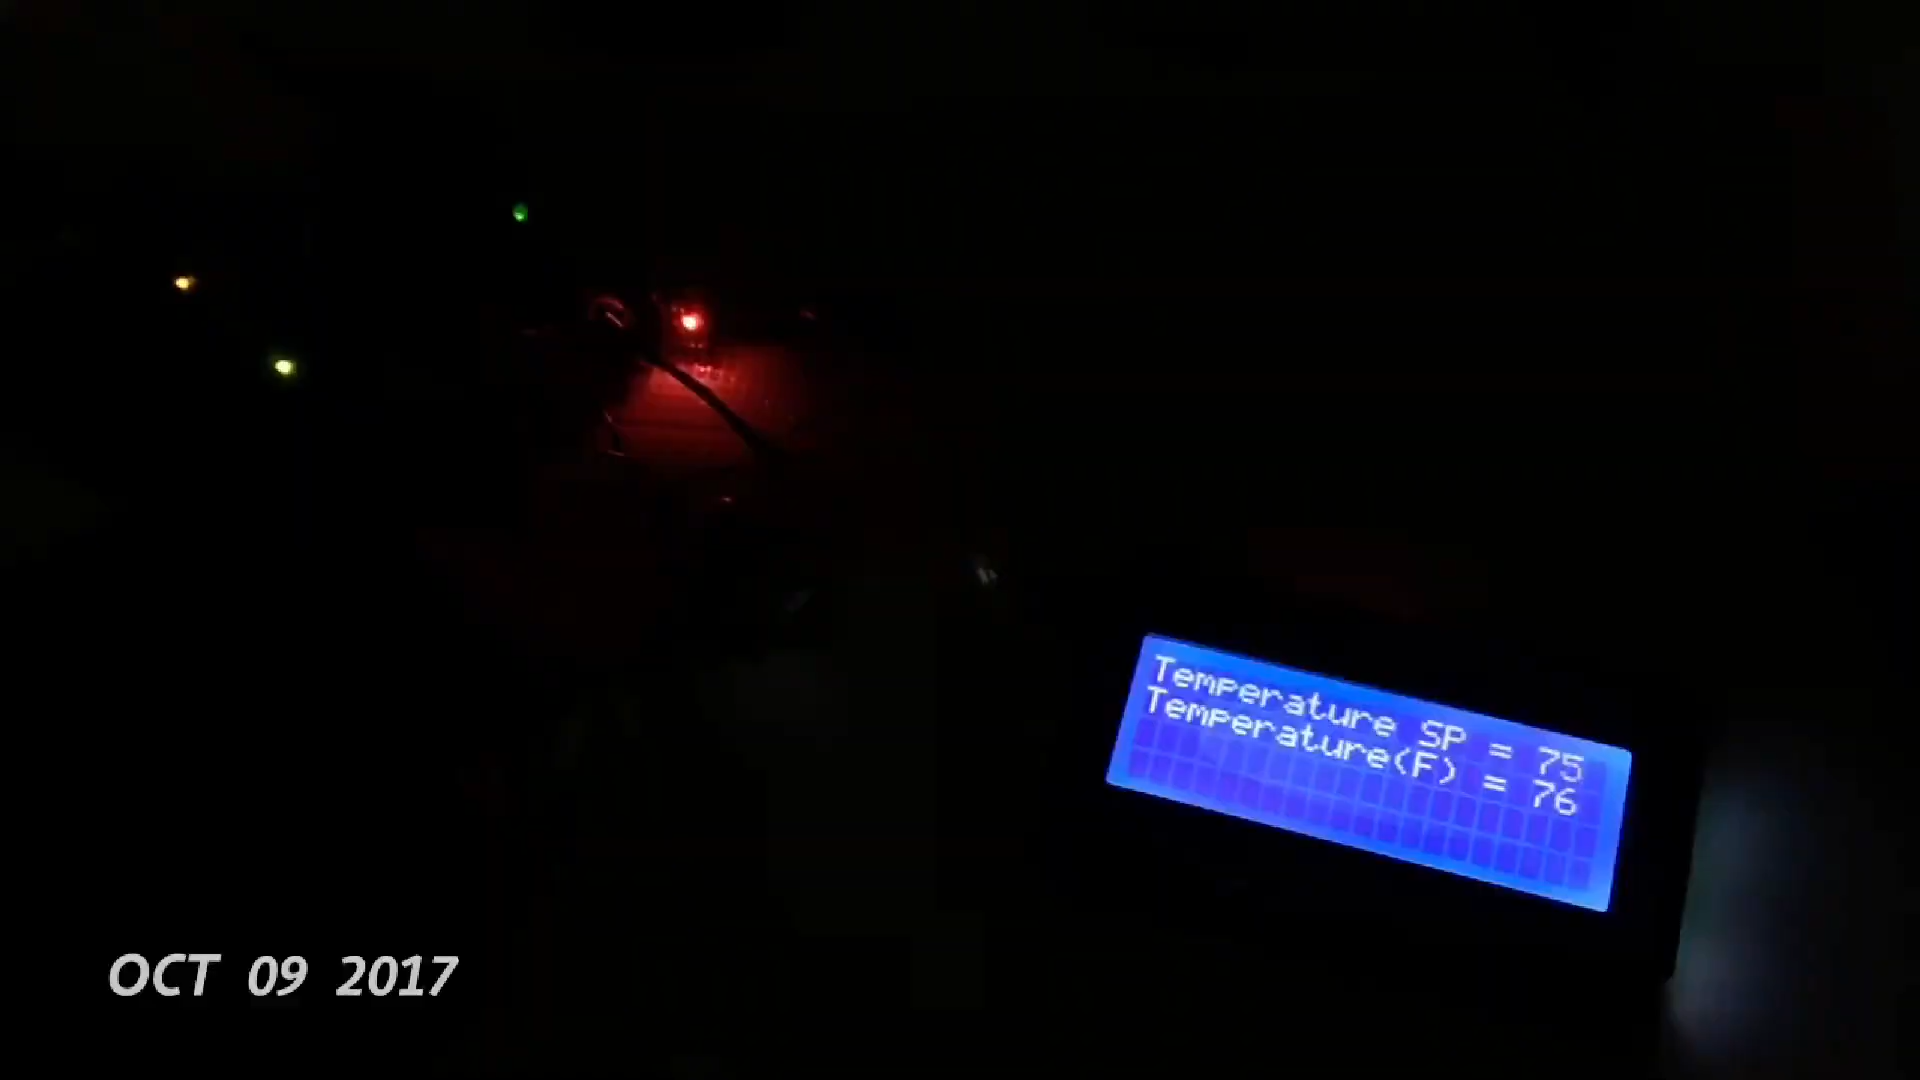 Temperature SP = 75
Temperature(F) = 76
OCT 09 2017